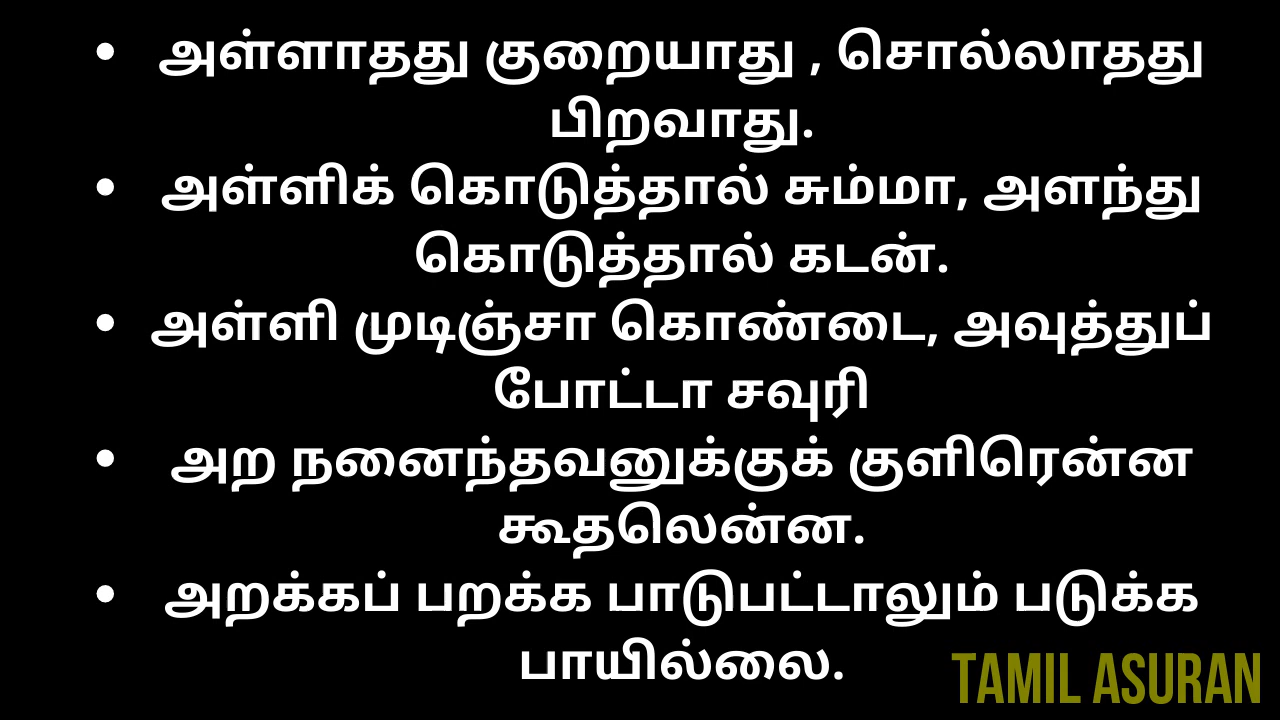 • அள்ளாதது குறையாது , சொல்லாதது
பிறவாது.
• அள்ளிக் கொடுத்தால் சும்மா, அளந்து
கொடுத்தால் கடன்.
• அள்ளி முடிஞ்சா கொண்டை, அவுத்துப்
போட்டா சவுரி
• அற நனைந்தவனுக்குக் குளிரென்ன
கூதலென்ன.
• அறக்கப் பறக்க பாடுபட்டாலும் படுக்க
பாயில்லை.
TAMIL ASURAN